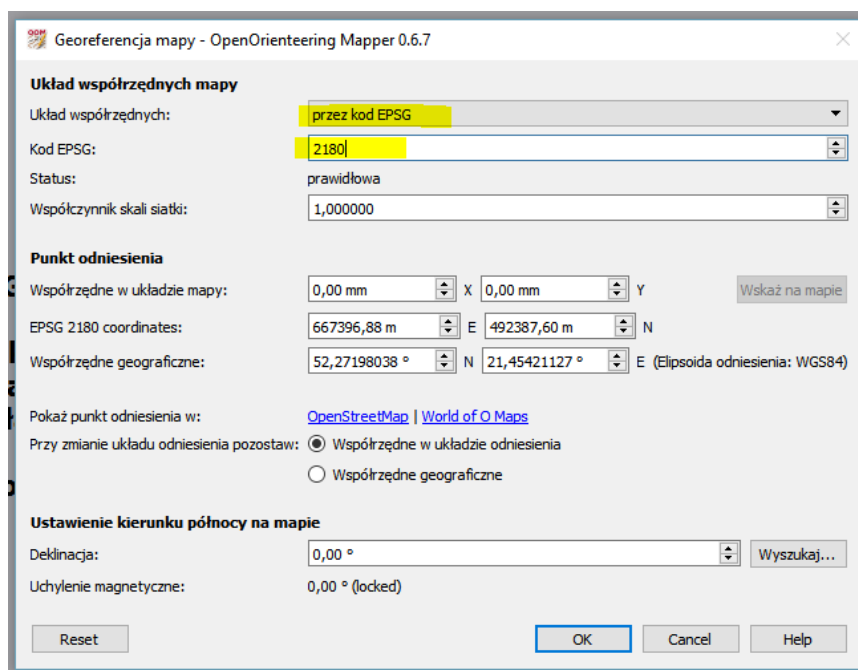 Georeferencja mapy - OpenOrienteering Mapper 0.6.7
Układ współrzędnych mapy
Układ współrzędnych: przez kod EPSG
Kod EPSG: 2180
Status: prawidłowa
Współczynnik skali siatki: 1,000000
Punkt odniesienia
Współrzędne w układzie mapy: 0,00 mm X 0,00 mm Y Wskaż na mapie
EPSG 2180 coordinates: 667396,88 m E 492387,60 m N
Współrzędne geograficzne: 52,27198038 ° N 21,45421127 ° E (Elipsoida odniesienia: WGS84)
Pokaż punkt odniesienia w: OpenStreetMap | World of O Maps
Przy zmianie układu odniesienia pozostaw: Współrzędne w układzie odniesienia
Współrzędne geograficzne
Ustawienie kierunku północy na mapie
Deklinacja: 0,00 ° Wyszukaj...
Uchylenie magnetyczne: 0,00 ° (locked)
Reset OK Cancel Help